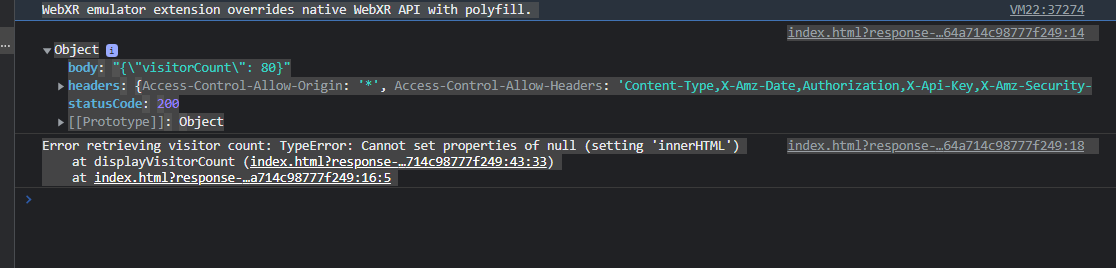 WebXR emulator extension overrides native WebXR API with polyfill. VM22:37274
index.html?response-…64a714c98777f249:14
...
▼Object i
body: "{\"visitorCount\": 80}"
▶headers: {Access-Control-Allow-Origin: '*', Access-Control-Allow-Headers: 'Content-Type,X-Amz-Date,Authorization,X-Api-Key,X-Amz-Security-
statusCode: 200
▶[[Prototype]]: Object
Error retrieving visitor count: TypeError: Cannot set properties of null (setting 'innerHTML') index.html?response-…64a714c98777f249:18
at displayVisitorCount (index.html?response-…714c98777f249:43:33)
at index.html?response-…a714c98777f249:16:5
>